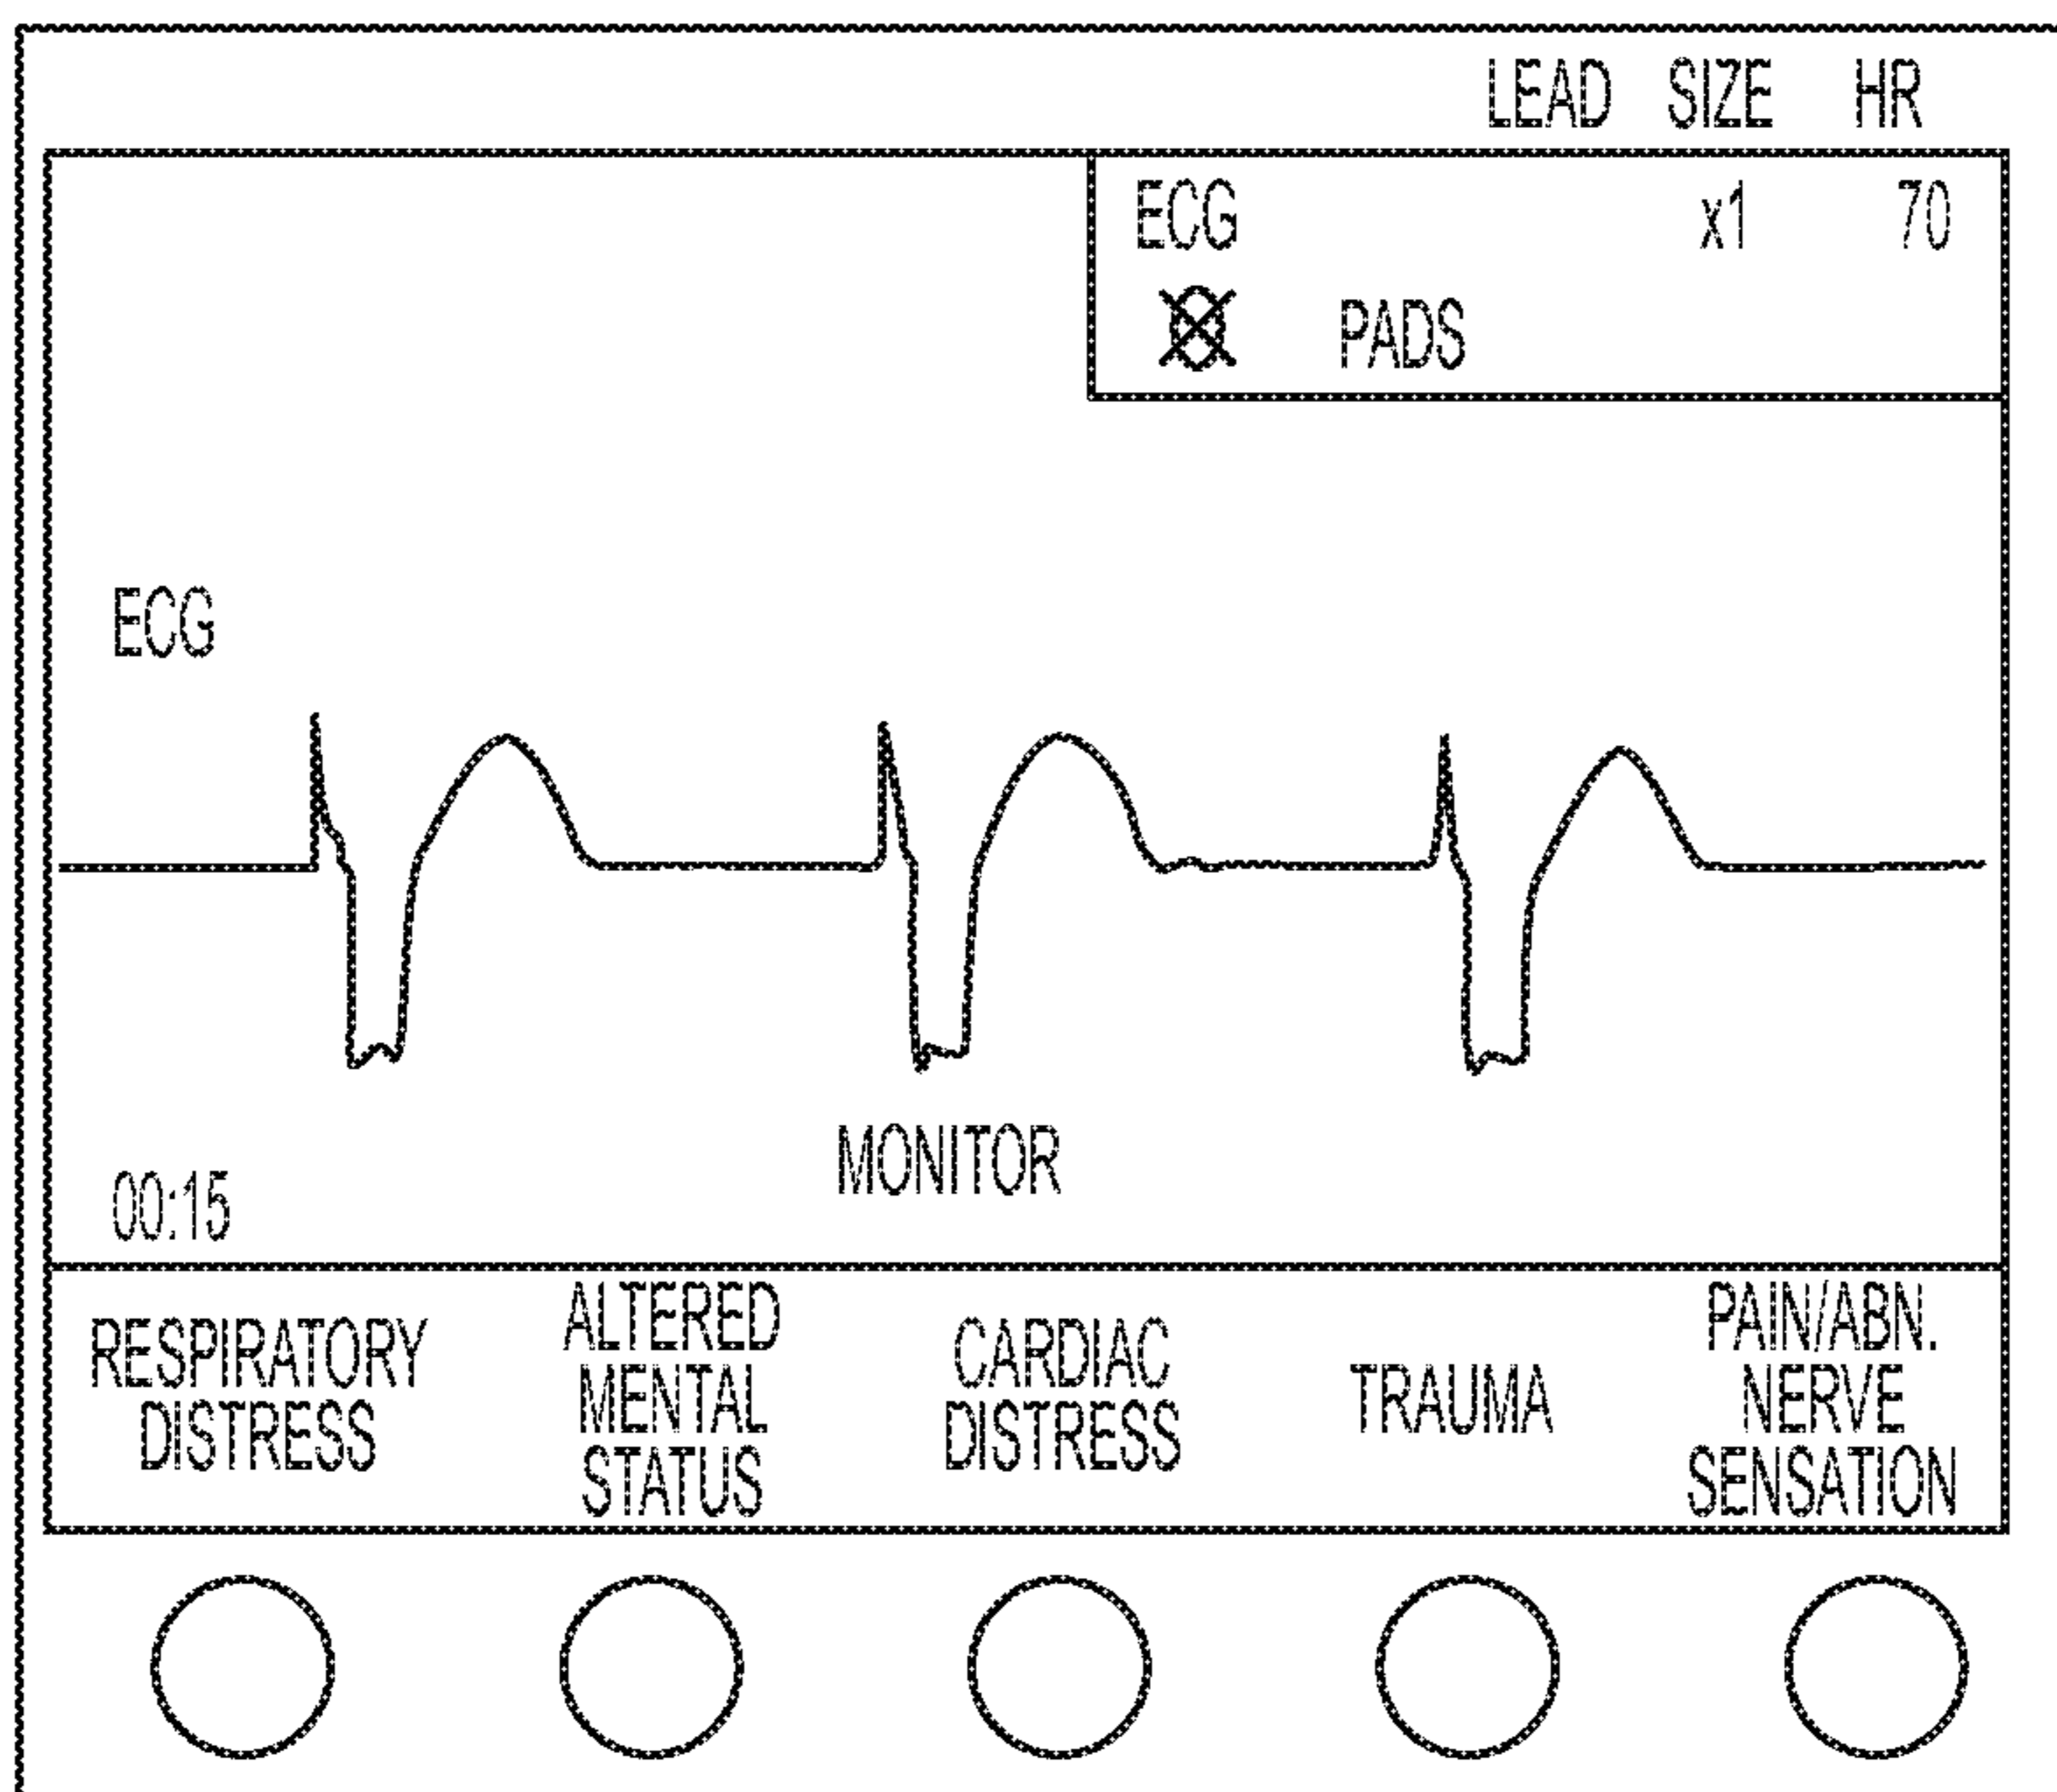 LEAD SIZE HR
ECG x1 70
PADS
ECG
MONITOR
00:15
RESPIRATORY
DISTRESS
ALTERED
MENTAL
STATUS
CARDIAC
DISTRESS
TRAUMA
PAIN/ABN.
NERVE
SENSATION